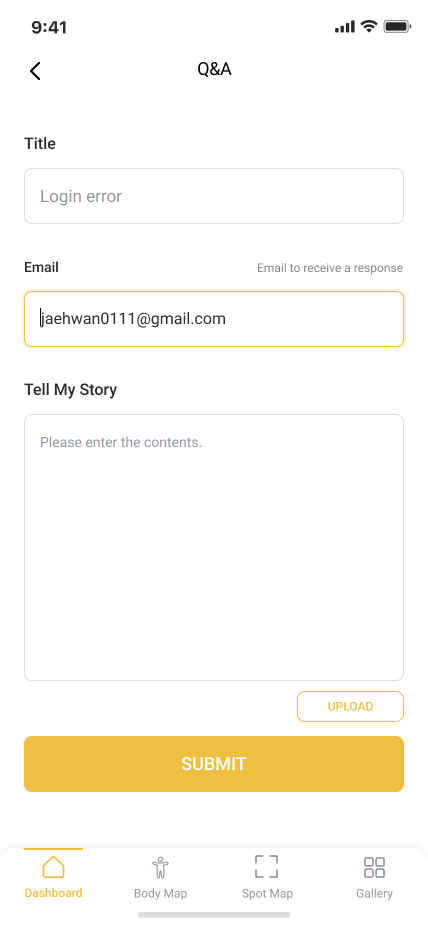 9:41
Q&A
Title
Login error
Email
Email to receive a response
jaehwan0111@gmail.com
Tell My Story
Please enter the contents.
UPLOAD
SUBMIT
Dashboard
Body Map
Spot Map
Gallery